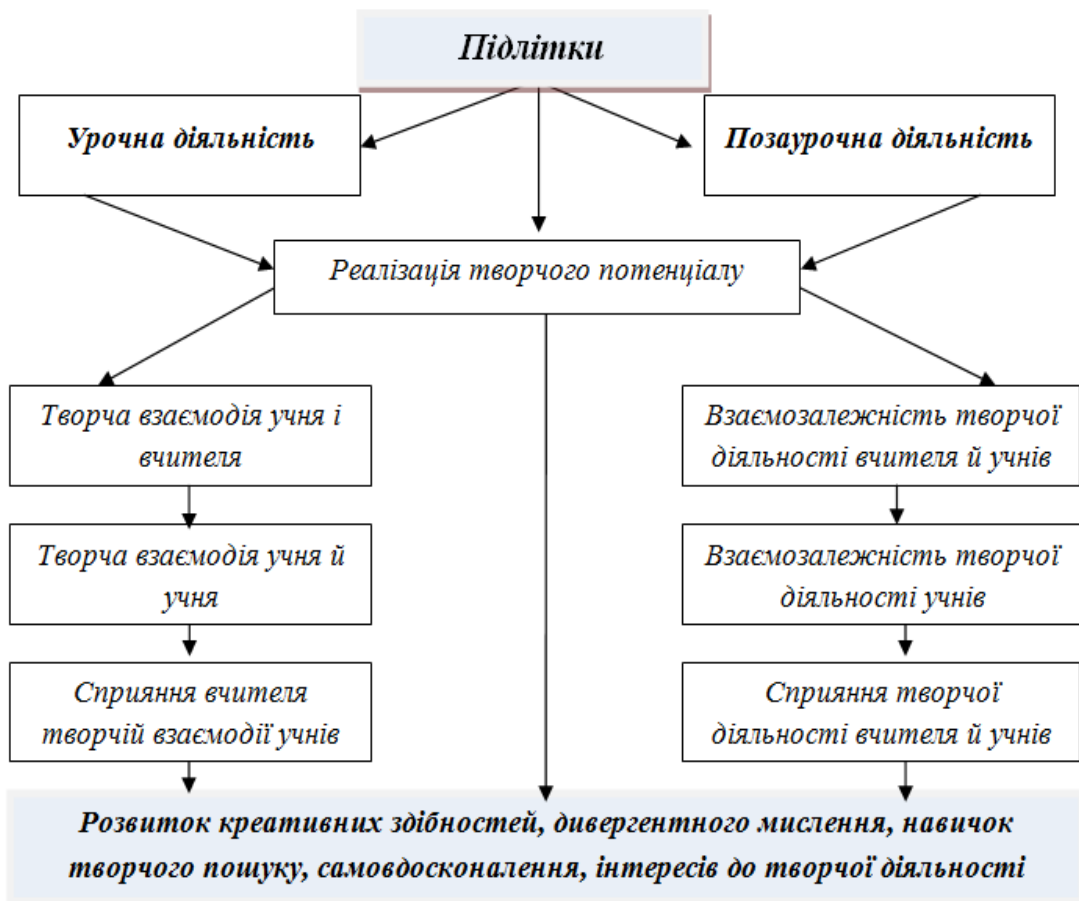 Підлітки
Урочна діяльність
Позаурочна діяльність
Реалізація творчого потенціалу
Творча взаємодія учня і
вчителя
Взаємозалежність творчої
діяльності вчителя й учнів
Творча взаємодія учня й
учня
Взаємозалежність творчої
діяльності учнів
Сприяння вчителя
творчій взаємодії учнів
Сприяння творчої
діяльності вчителя й учнів
Розвиток креативних здібностей, дивергентного мислення, навичок
творчого пошуку, самовдосконалення, інтересів до творчої діяльності